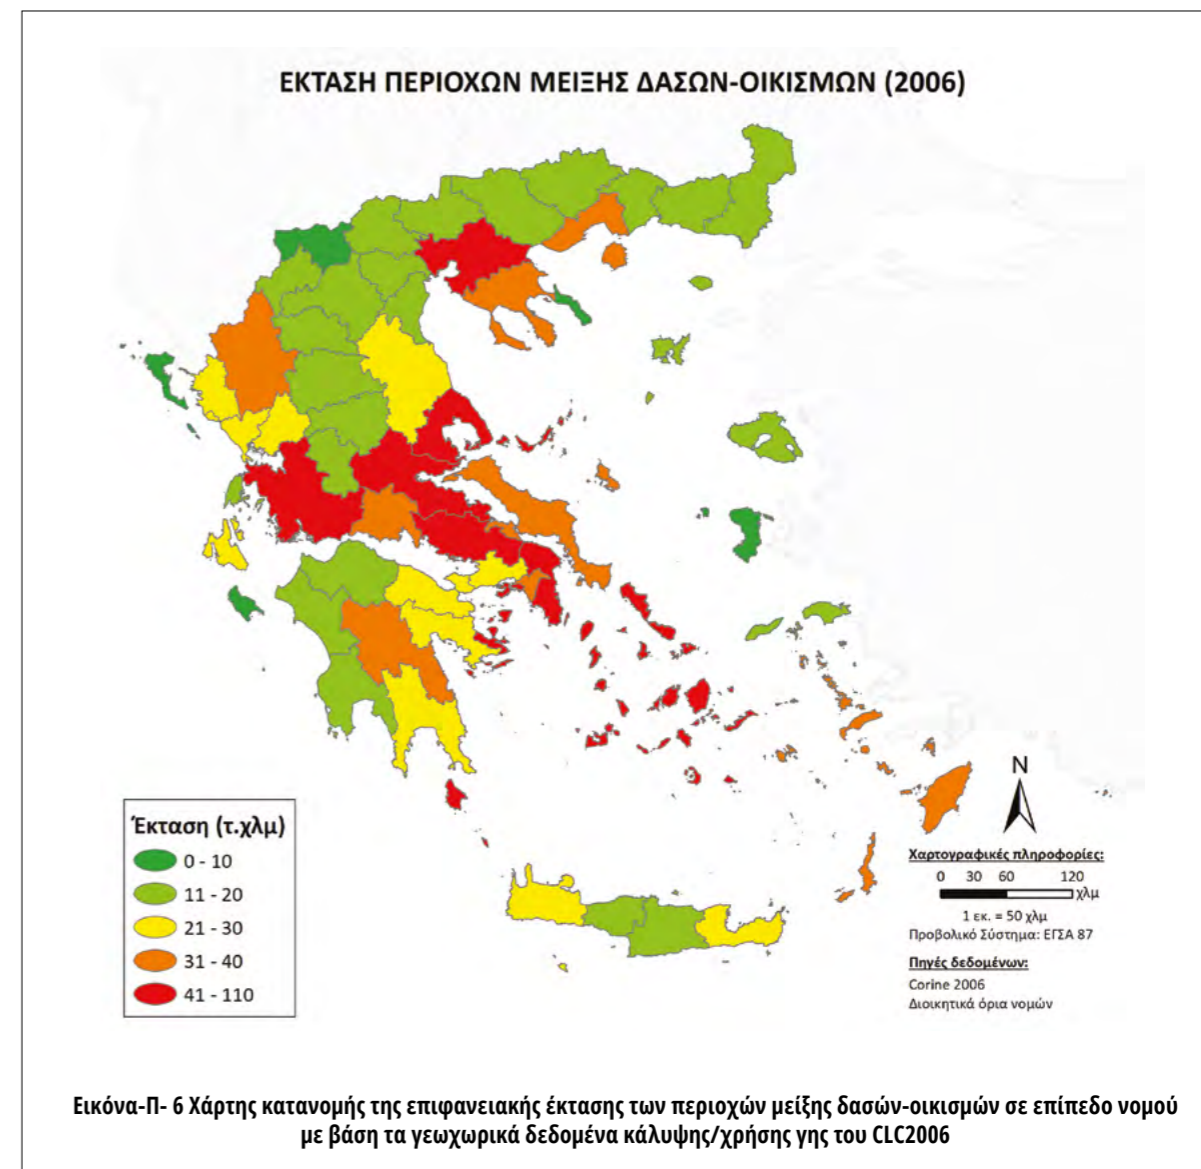 ΕΚΤΑΣΗ ΠΕΡΙΟΧΩΝ ΜΕΙΞΗΣ ΔΑΣΩΝ-ΟΙΚΙΣΜΩΝ (2006)
Έκταση (τ.χλμ)
0 - 10
11 - 20
21 - 30
31 - 40
41 - 110
N
Χαρτογραφικές πληροφορίες:
0 30 60 120
χλμ
1 εκ. = 50 χλμ
Προβολικό Σύστημα: ΕΓΣΑ 87
Πηγές δεδομένων:
Corine 2006
Διοικητικά όρια νομών
Εικόνα-Π- 6 Χάρτης κατανομής της επιφανειακής έκτασης των περιοχών μείξης δασών-οικισμών σε επίπεδο νομού
με βάση τα γεωχωρικά δεδομένα κάλυψης/χρήσης γης του CLC2006